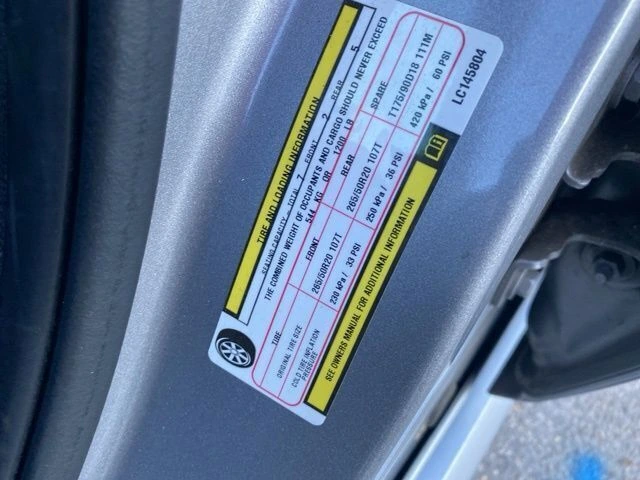 TIRE AND LOADING INFORMATION
SEATING CAPACITY - TOTAL 7 FRONT 2 REAR 5
THE COMBINED WEIGHT OF OCCUPANTS AND CARGO SHOULD NEVER EXCEED
544 KG OR 1200 LB
TIRE FRONT REAR SPARE
ORIGINAL TIRE SIZE 265/50R20 107T 265/50R20 107T T175/90D18 111M
COLD TIRE INFLATION PRESSURE 230 kPa / 33 PSI 250 kPa / 36 PSI 420 kPa / 60 PSI
SEE OWNERS MANUAL FOR ADDITIONAL INFORMATION
LC145804